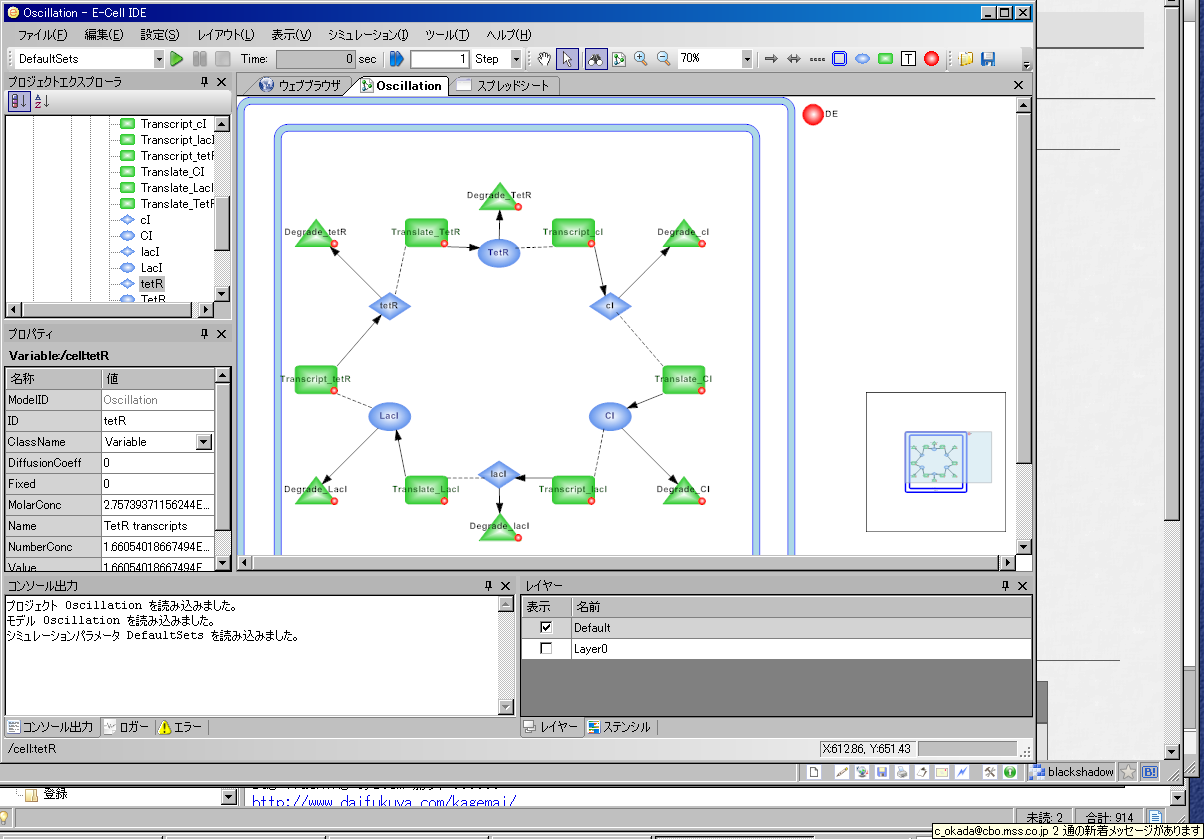 Oscillation - E-Cell IDE
ファイル(F) 編集(E) 設定(S) レイアウト(L) 表示(V) シミュレーション(I) ツール(T) ヘルプ(H)
DefaultSets Time: 0 sec 1 Step 70% T
プロジェクトエクスプローラ
ウェブブラウザ Oscillation スプレッドシート
Transcript_cI
Transcript_lacI
Transcript_tetR
Translate_CI
Translate_LacI
Translate_TetR
cI
CI
lacI
LacI
tetR
TetR
DE
Degrade_TetR
Degrade_tetR
Translate_TetR
Transcript_cI
Degrade_cI
TetR
tetR
cI
Transcript_tetR
Translate_CI
LacI
CI
lacI
Degrade_LacI
Translate_LacI
Transcript_lacI
Degrade_CI
Degrade_lacI
プロパティ
Variable:/cell:tetR
名称 値
ModelID Oscillation
ID tetR
ClassName Variable
DiffusionCoeff 0
Fixed 0
MolarConc 2.75739371156244E...
Name TetR transcripts
NumberConc 1.66054018667494E...
Value 1.66054018667494E...
コンソール出力
プロジェクト Oscillation を読み込みました。
モデル Oscillation を読み込みました。
シミュレーションパラメータ DefaultSets を読み込みました。
レイヤー
表示 名前
Default
Layer0
コンソール出力 ロガー エラー
レイヤー ステンシル
/cell:tetR
X:612.86, Y:651.43
blackshadow
B!
登録
http://www.daifukuya.com/kagemai/
未読: 2 合計: 914
c_okada@cbo.mss.co.jp 2 通の新着メッセージがあります